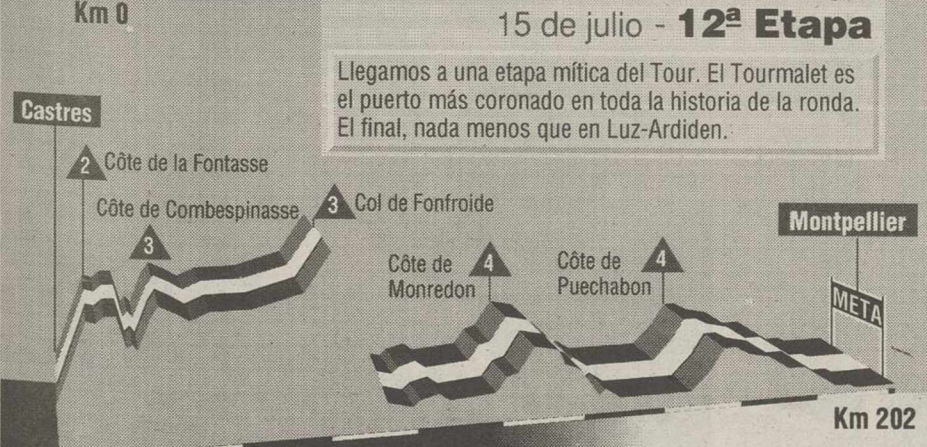 Km 0
15 de julio - 12ª Etapa
Llegamos a una etapa mítica del Tour. El Tourmalet es
el puerto más coronado en toda la historia de la ronda.
El final, nada menos que en Luz-Ardiden.
Castres
2 Côte de la Fontasse
Côte de Combespinasse
3
3 Col de Fonfroide
Montpellier
Côte de
Monredon
4
Côte de
Puechabon
4
META
Km 202